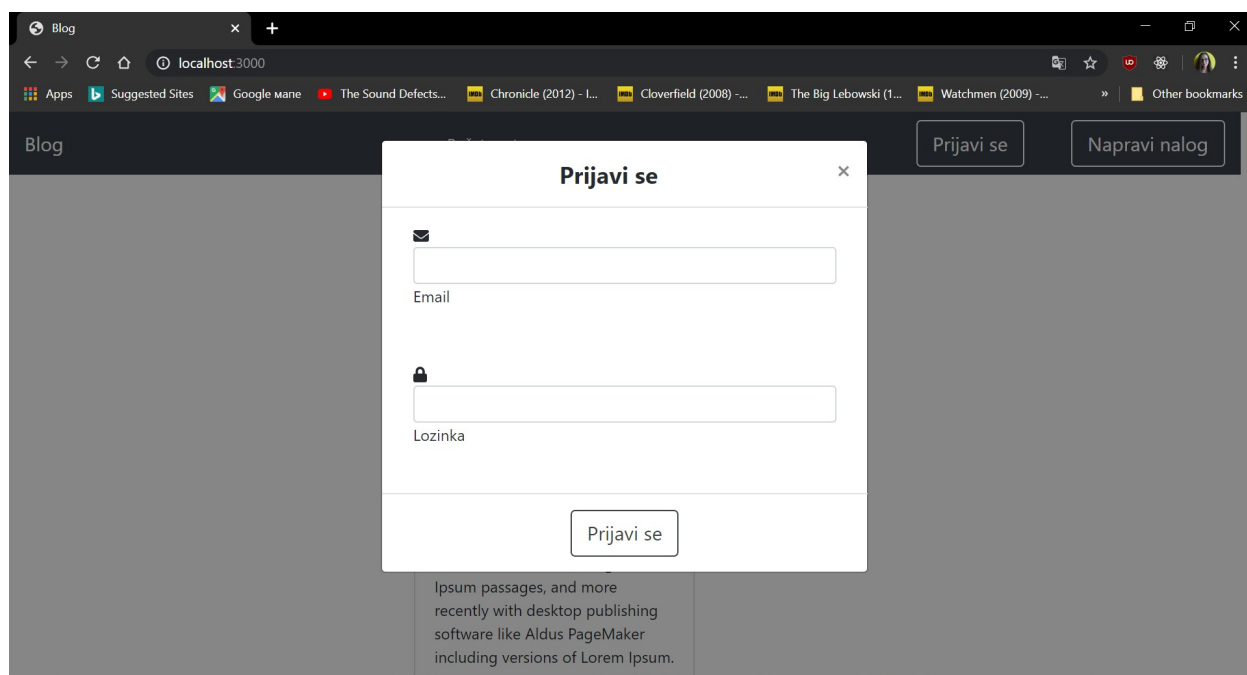 Blog
localhost:3000
Apps Suggested Sites Google мапе The Sound Defects... Chronicle (2012) - I... Cloverfield (2008) -... The Big Lebowski (1... Watchmen (2009) -... » Other bookmarks
Blog Prijavi se Napravi nalog
Prijavi se ×
Email
Lozinka
Prijavi se
Ipsum passages, and more
recently with desktop publishing
software like Aldus PageMaker
including versions of Lorem Ipsum.